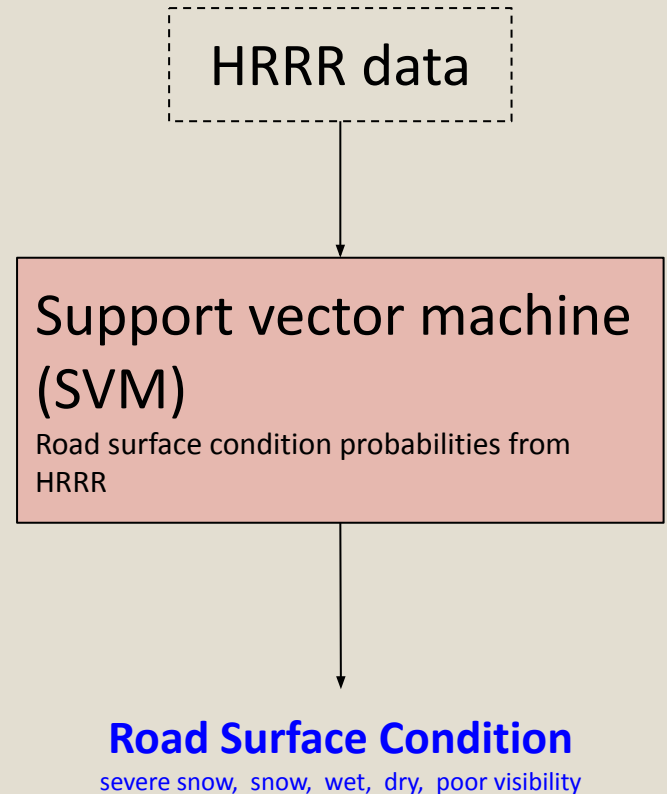 HRRR data
Support vector machine
(SVM)
Road surface condition probabilities from
HRRR
Road Surface Condition
severe snow, snow, wet, dry, poor visibility